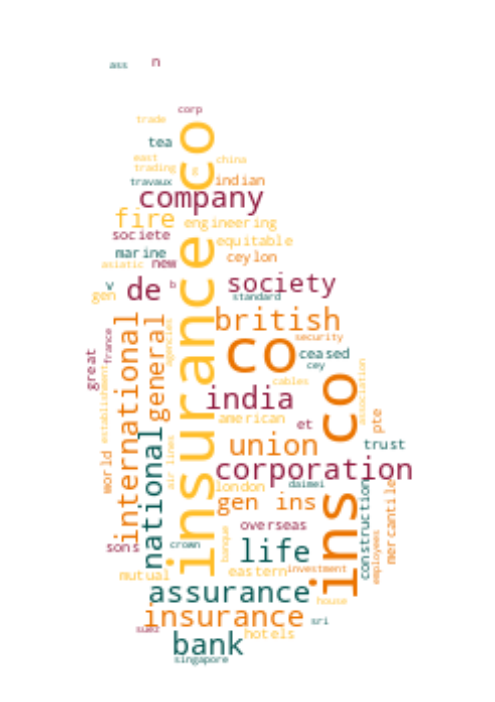 ass
n
corp
trade
insurance co
tea
east
china
trading
g
travaux
indian
company
fire
engineering
societe
equitable
marine
ceylon
asiatic
new
v
de
b
society
gen
standard
international
general
british
agencies
security
france
co
ceased
great
cey
establishment
ins co
association
cables
india
american
pte
et
national
union
trust
air lines
world
corporation
london
daimei
construction
mercantile
gen ins
overseas
sons
crown
banque
life
employees
mutual
eastern
investment
assurance
house
insurance
sri
suez
hotels
bank
singapore